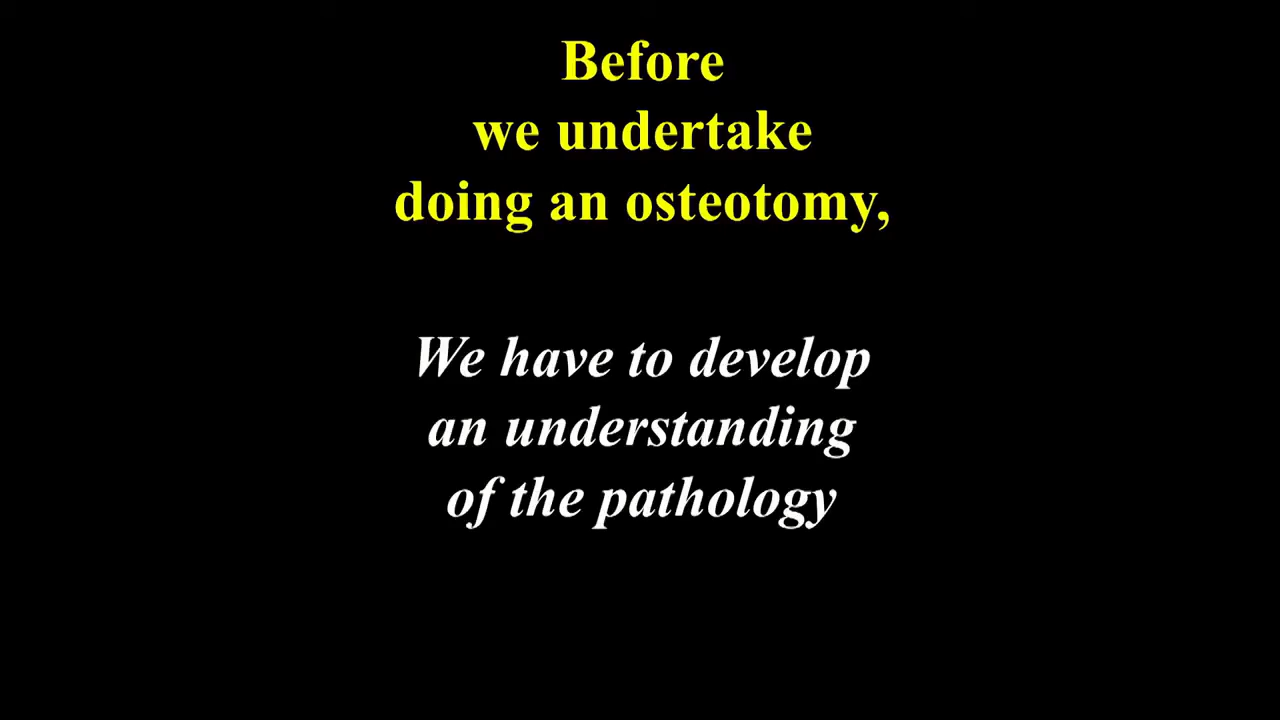 Before
we undertake
doing an osteotomy,
We have to develop
an understanding
of the pathology